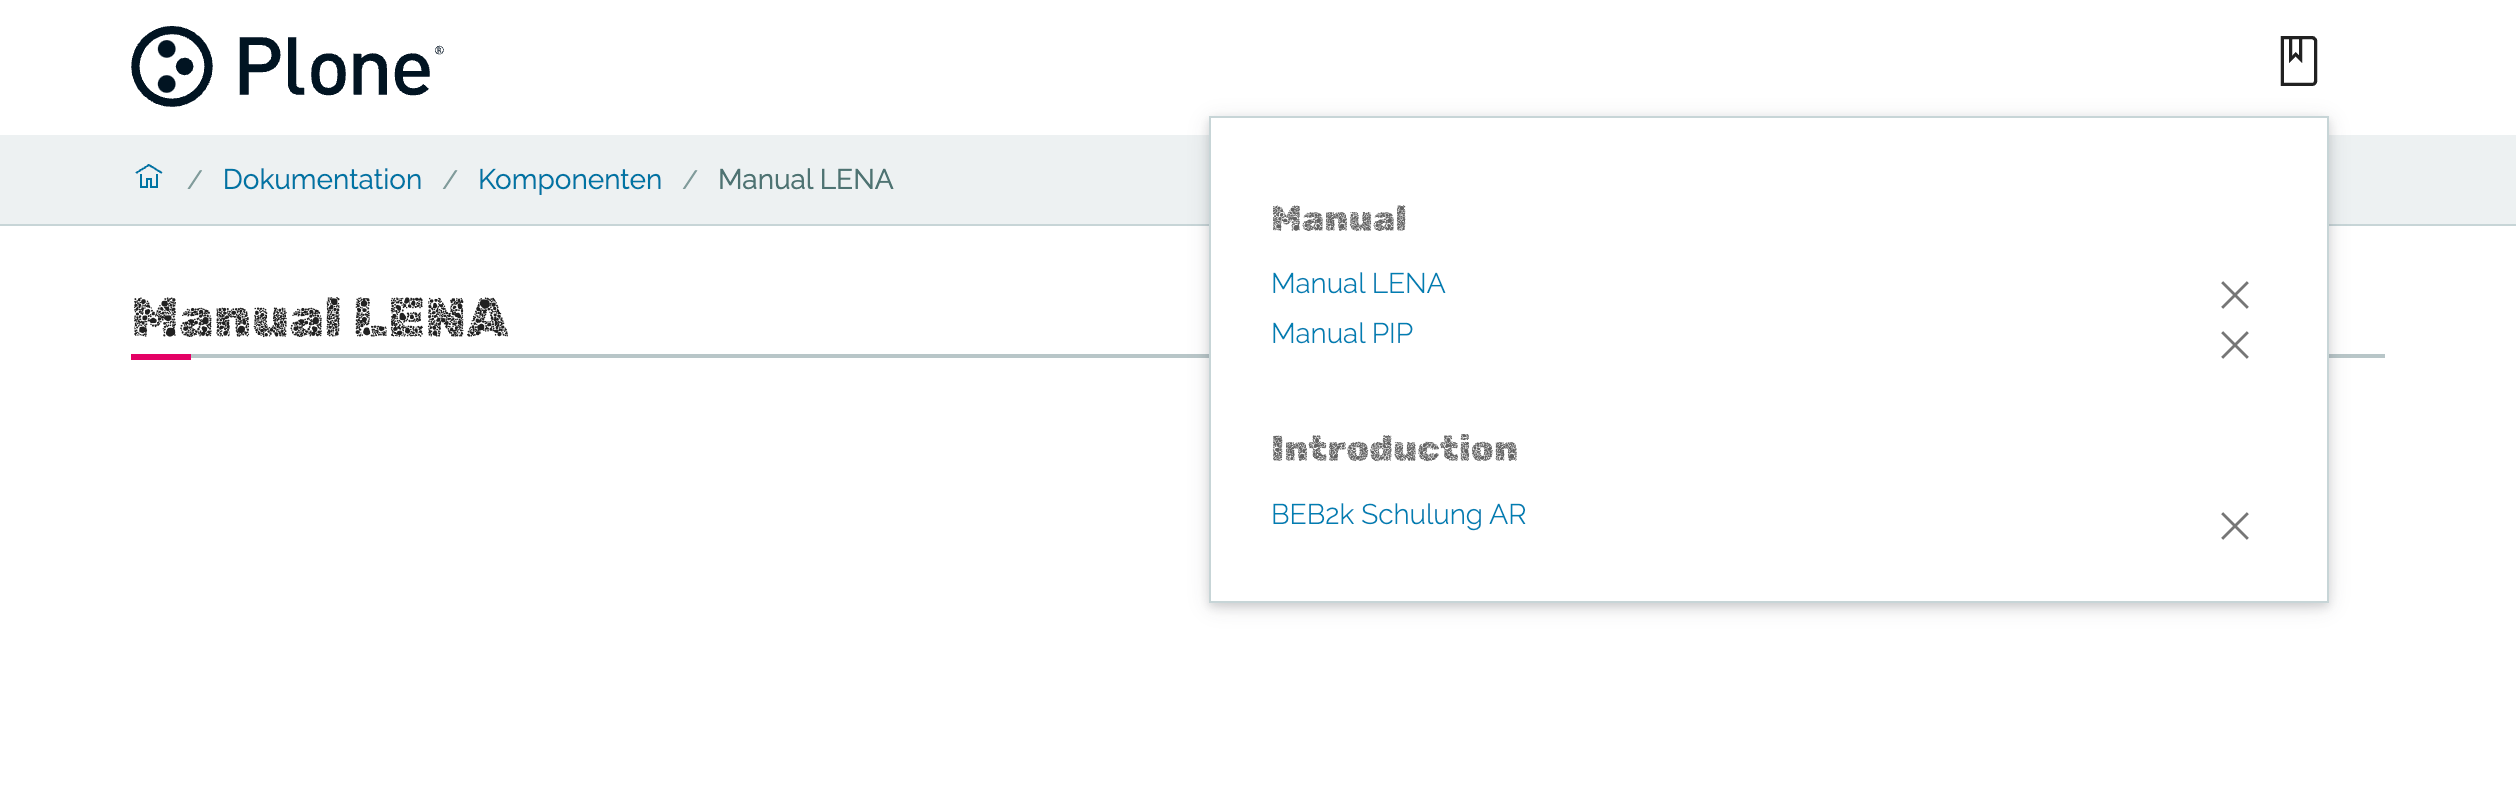 Plone®
/ Dokumentation / Komponenten / Manual LENA
Manual LENA
Manual
Manual LENA
Manual PIP
Introduction
BEB2k Schulung AR